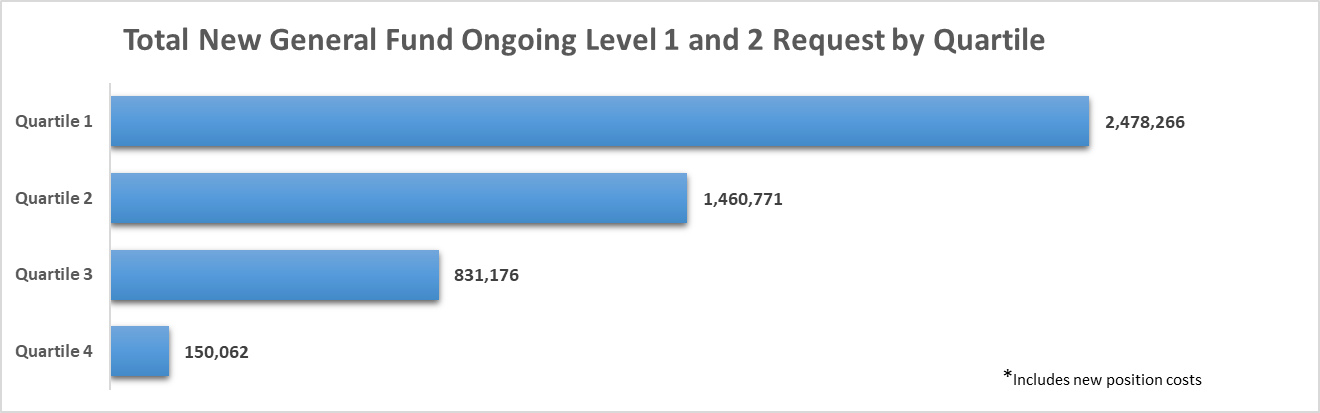 Total New General Fund Ongoing Level 1 and 2 Request by Quartile
Quartile 1 2,478,266
Quartile 2 1,460,771
Quartile 3 831,176
Quartile 4 150,062
*Includes new position costs